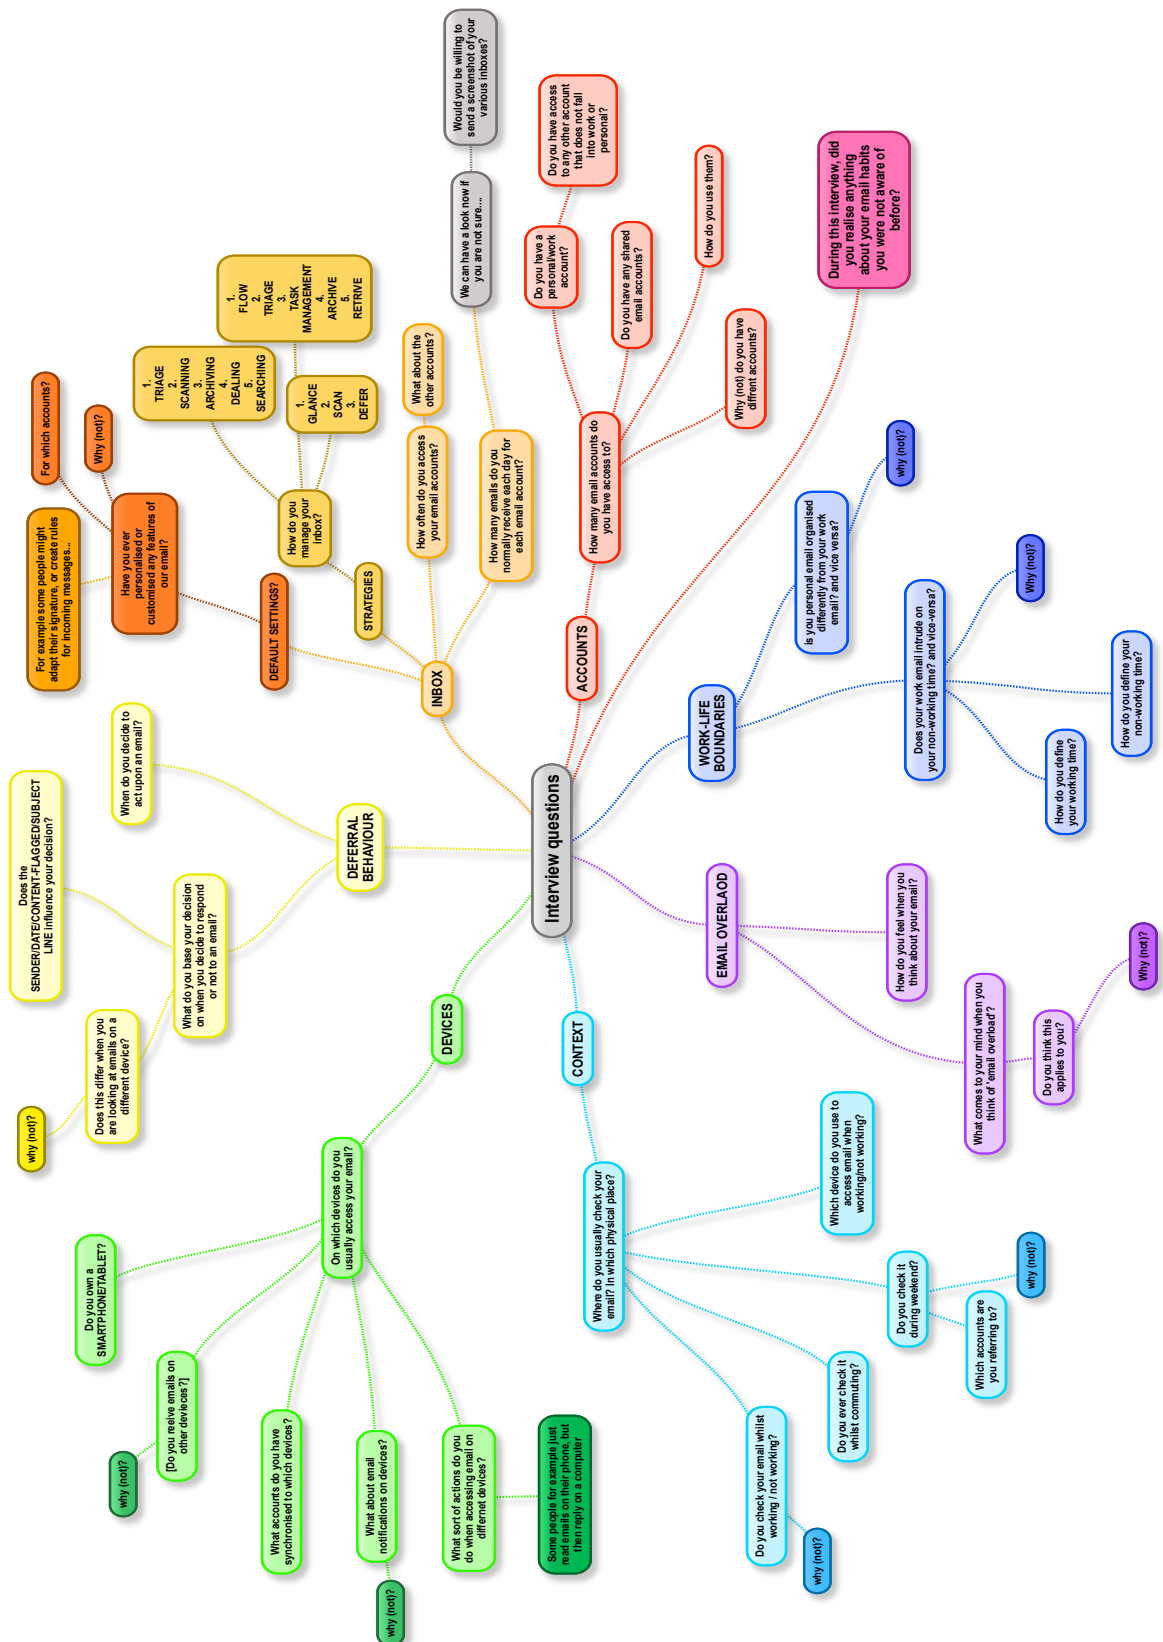 Interview questions
INBOX
DEFAULT SETTINGS?
Have you ever
personalised or
customised any features of
our email?
For example some people might
adapt their signature, or create rules
for incoming messages...
For which accounts?
Why (not)?
STRATEGIES
How do you
manage your
inbox?
1.
TRIAGE
2.
SCANNING
3.
ARCHIVING
4.
DEALING
5.
SEARCHING
1.
FLOW
2.
TRIAGE
3.
TASK
MANAGEMENT
4.
ARCHIVE
5.
RETRIVE
1.
GLANCE
2.
SCAN
3.
DEFER
How often do you access
your email accounts?
What about the
other accounts?
How many emails do you
normally receive each day for
each email account?
We can have a look now if
you are not sure....
Would you be willing to
send a screenshot of your
various inboxes?
ACCOUNTS
How many email accounts do
you have access to?
Do you have a
personal/work
account?
Do you have access
to any other account
that does not fall
into work or
personal?
Do you have any shared
email accounts?
How do you use them?
Why (not) do you have
diffrent accounts?
During this interview, did
you realise anything
about your email habits
you were not aware of
before?
WORK-LIFE
BOUNDARIES
is you personal email organised
differently from your work
email? and vice versa?
why (not)?
Does your work email intrude on
your non-working time? and vice-versa?
Why (not)?
How do you define your
non-working time?
How do you define
your working time?
EMAIL OVERLAOD
How do you feel when you
think about your email?
What comes to your mind when you
think of 'email overload'?
Do you think this
applies to you?
Why (not)?
CONTEXT
Where do you usually check your
email? In which physical place?
Which device do you use to
access email when
working/not working?
Do you check it
during weekend?
why (not)?
Which accounts are
you referring to?
Do you ever check it
whilst commuting?
Do you check your email whilst
working / not working?
why (not)?
DEVICES
On which devices do you
usually access your email?
Do you own a
SMARTPHONE/TABLET?
[Do you reeive emails on
other devieces?]
why (not)?
What accounts do you have
synchronised to which devices?
What about email
notifications on devices?
why (not)?
What sort of actions do you
do when accessing email on
differnet devices?
Some people for example just
read emails on their phone, but
then reply on a computer
DEFERRAL
BEHAVIOUR
When do you decide to
act upon an email?
What do you base your decision
on when you decide to respond
or not to an email?
Does the
SENDER/DATE/CONTENT-FLAGGED/SUBJECT
LINE influence your decision?
Does this differ when you
are looking at emails on a
different device?
why (not)?